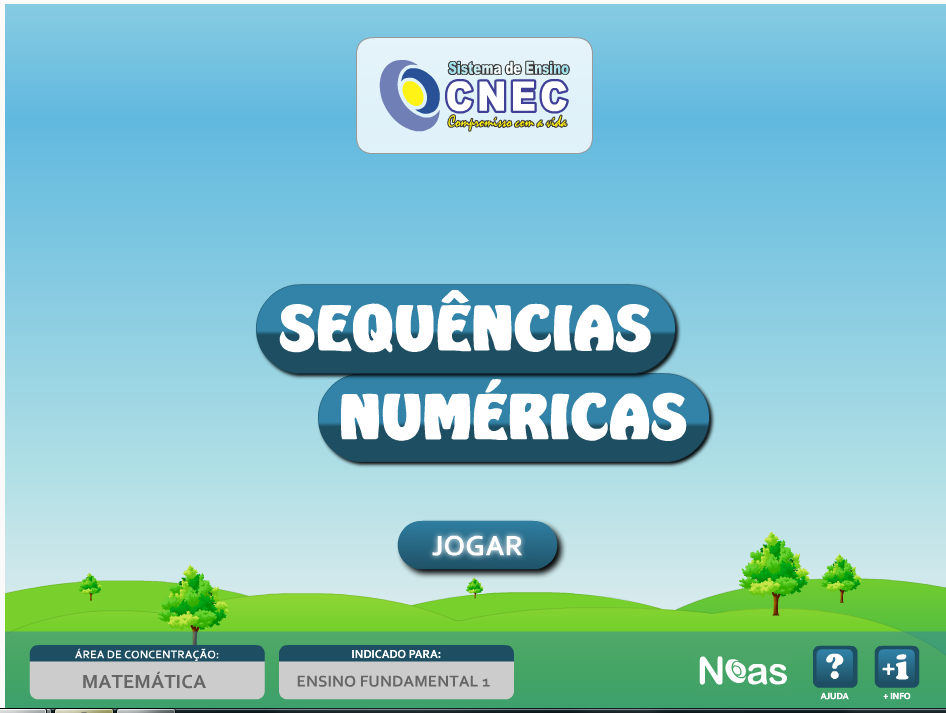 Sistema de Ensino
CNEC
Compromisso com a vida
SEQUÊNCIAS
NUMÉRICAS
JOGAR
ÁREA DE CONCENTRAÇÃO:
MATEMÁTICA
INDICADO PARA:
ENSINO FUNDAMENTAL 1
Noas
?
AJUDA
+i
+ INFO